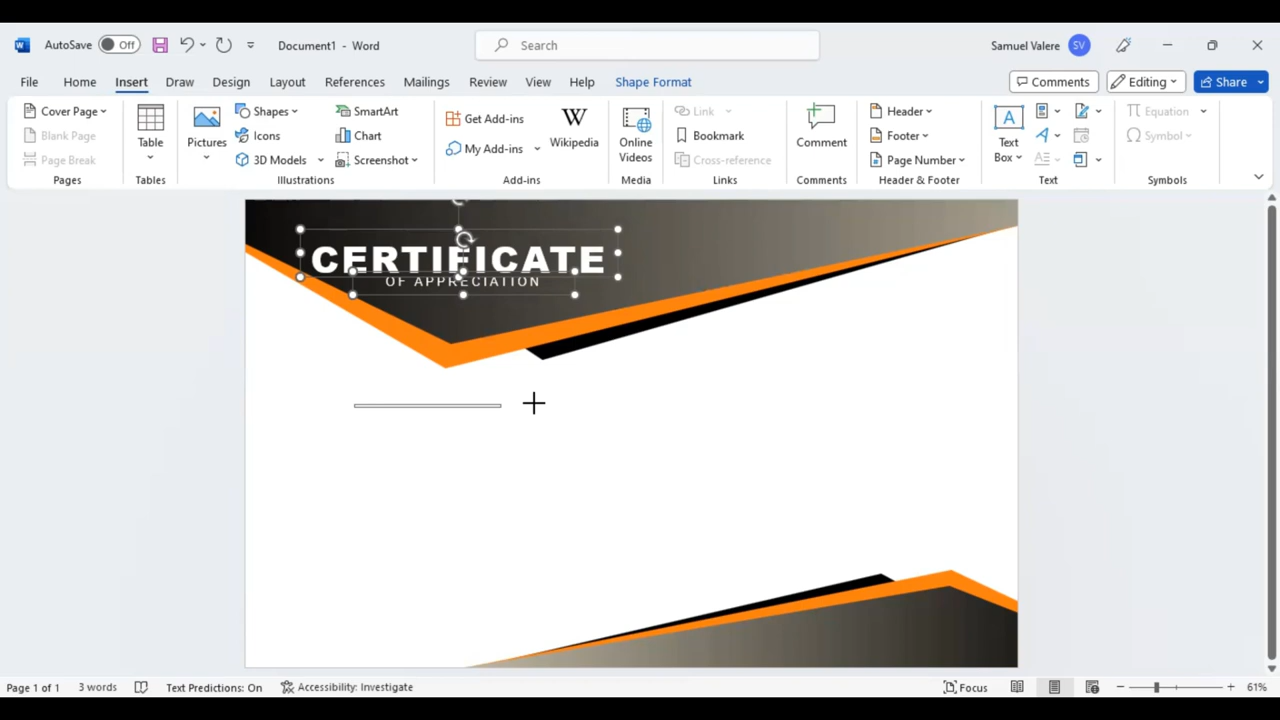 AutoSave Off Document1 - Word Search Samuel Valere SV
File Home Insert Draw Design Layout References Mailings Review View Help Shape Format Comments Editing Share
Cover Page
Blank Page
Page Break
Pages
Table
Tables
Pictures
Shapes
Icons
3D Models
SmartArt
Chart
Screenshot
Illustrations
Get Add-ins
My Add-ins
W
Wikipedia
Add-ins
Online
Videos
Media
Link
Bookmark
Cross-reference
Links
Comment
Comments
Header
Footer
Page Number
Header & Footer
A
Text
Box
Text
Equation
Symbol
Symbols
CERTIFICATE
OF APPRECIATION
Page 1 of 1 3 words Text Predictions: On Accessibility: Investigate Focus 61%